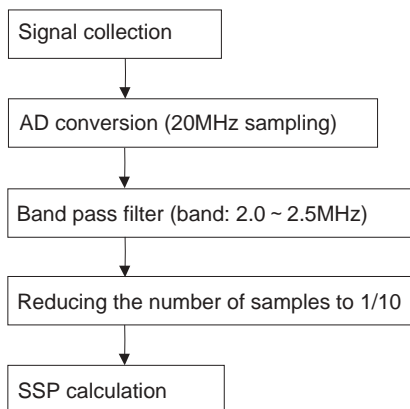 Signal collection
AD conversion (20MHz sampling)
Band pass filter (band: 2.0 ~ 2.5MHz)
Reducing the number of samples to 1/10
SSP calculation